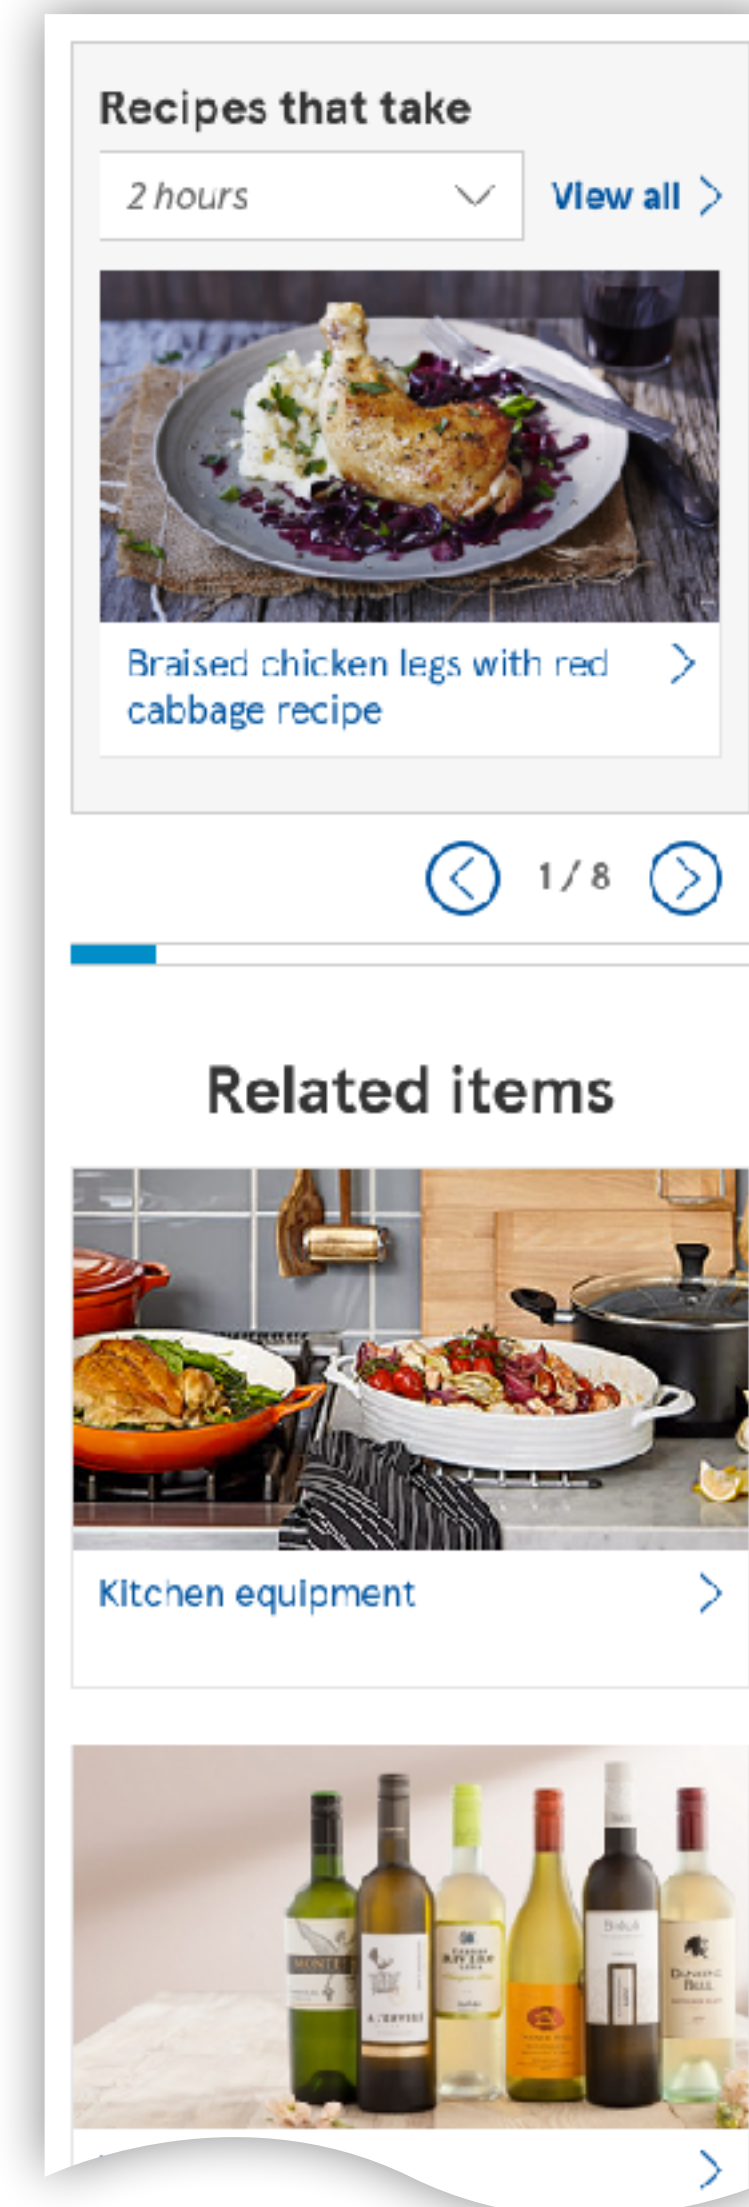 Recipes that take
2 hours
View all
Braised chicken legs with red
cabbage recipe
1 / 8
Related items
Kitchen equipment
MONTE